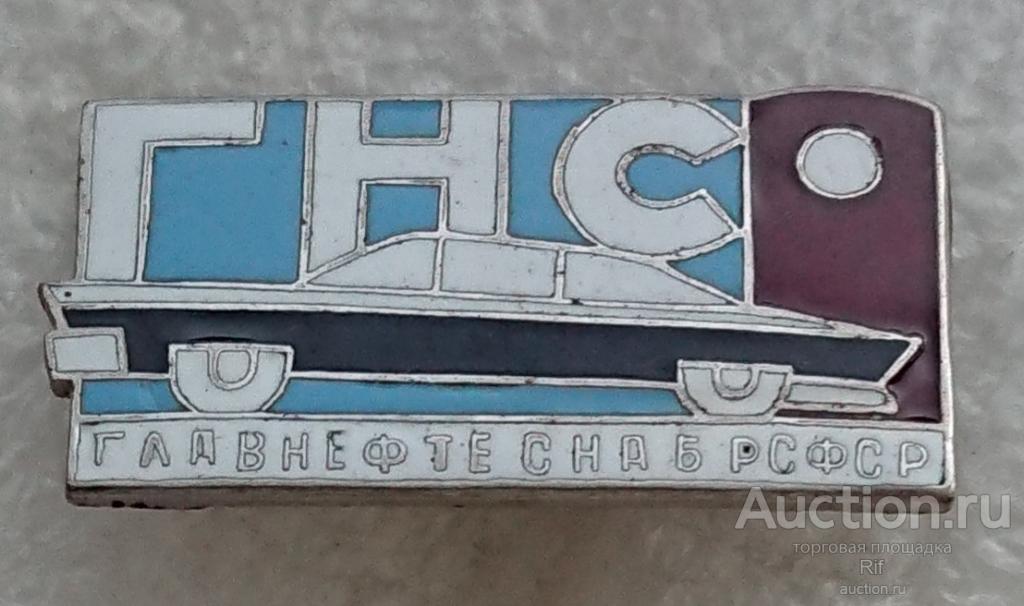 ГНС
ГЛАВНЕФТЕСНАБ РСФСР
Auction.ru
торговая площадка
Rif
auction.ru